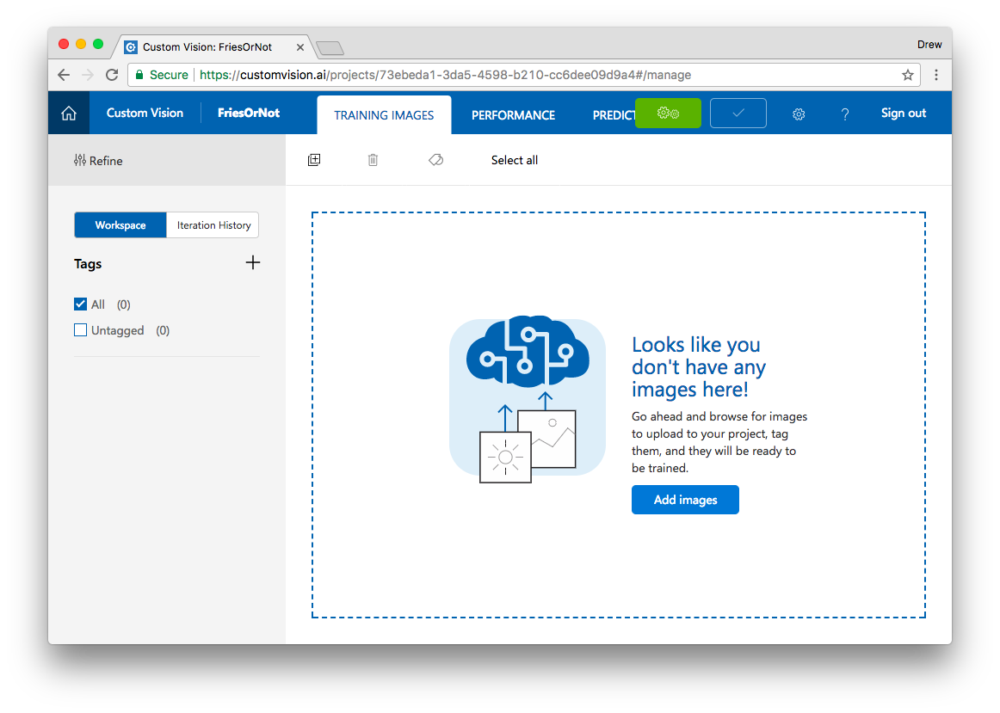 Custom Vision: FriesOrNot
Drew
Secure https://customvision.ai/projects/73ebeda1-3da5-4598-b210-cc6dee09d9a4#/manage
Custom Vision FriesOrNot TRAINING IMAGES PERFORMANCE PREDICT ? Sign out
Refine Select all
Workspace Iteration History
Tags
All (0)
Untagged (0)
Looks like you
don't have any
images here!
Go ahead and browse for images
to upload to your project, tag
them, and they will be ready to
be trained.
Add images